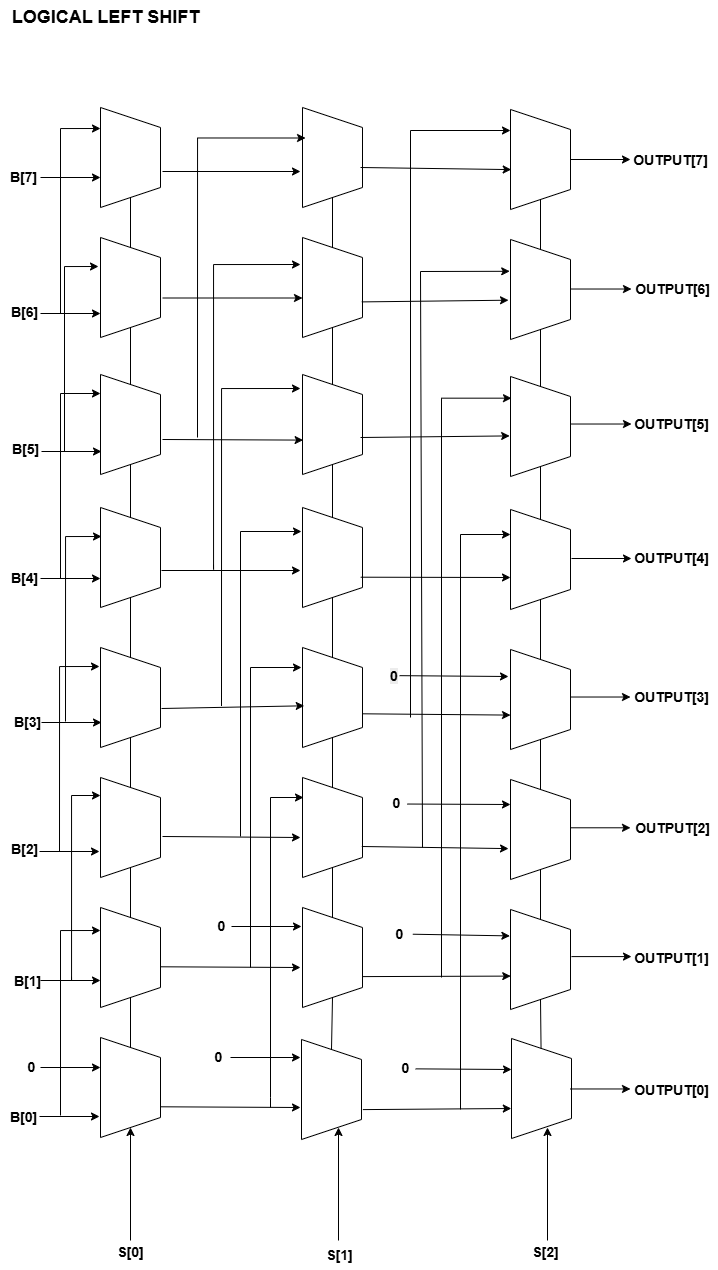 LOGICAL LEFT SHIFT
OUTPUT[7]
B[7]
OUTPUT[6]
B[6]
OUTPUT[5]
B[5]
OUTPUT[4]
B[4]
0
OUTPUT[3]
B[3]
0
OUTPUT[2]
B[2]
0
0
OUTPUT[1]
B[1]
0
0
0
OUTPUT[0]
B[0]
S[0]
S[1]
S[2]